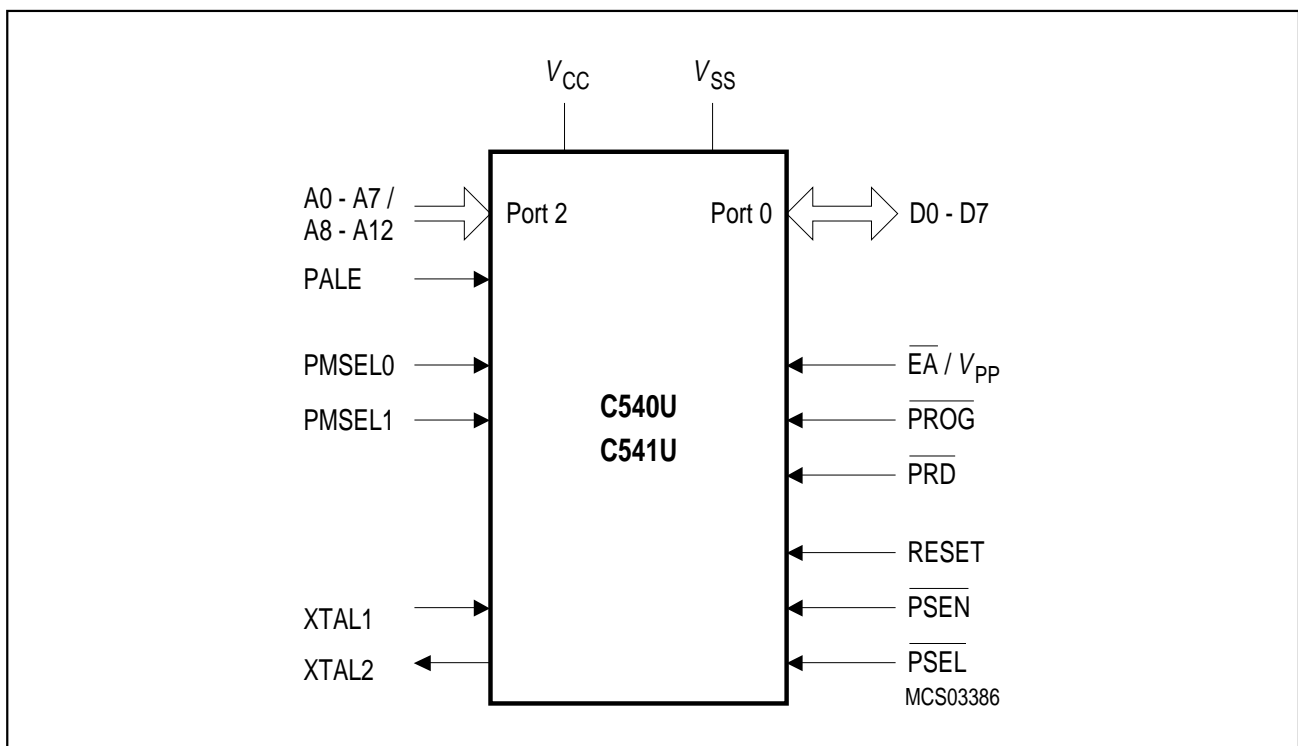 VCC
VSS
A0 - A7 /
A8 - A12
Port 2
Port 0
D0 - D7
PALE
PMSEL0
EA / VPP
PMSEL1
C540U
C541U
PROG
PRD
RESET
XTAL1
PSEN
XTAL2
PSEL
MCS03386